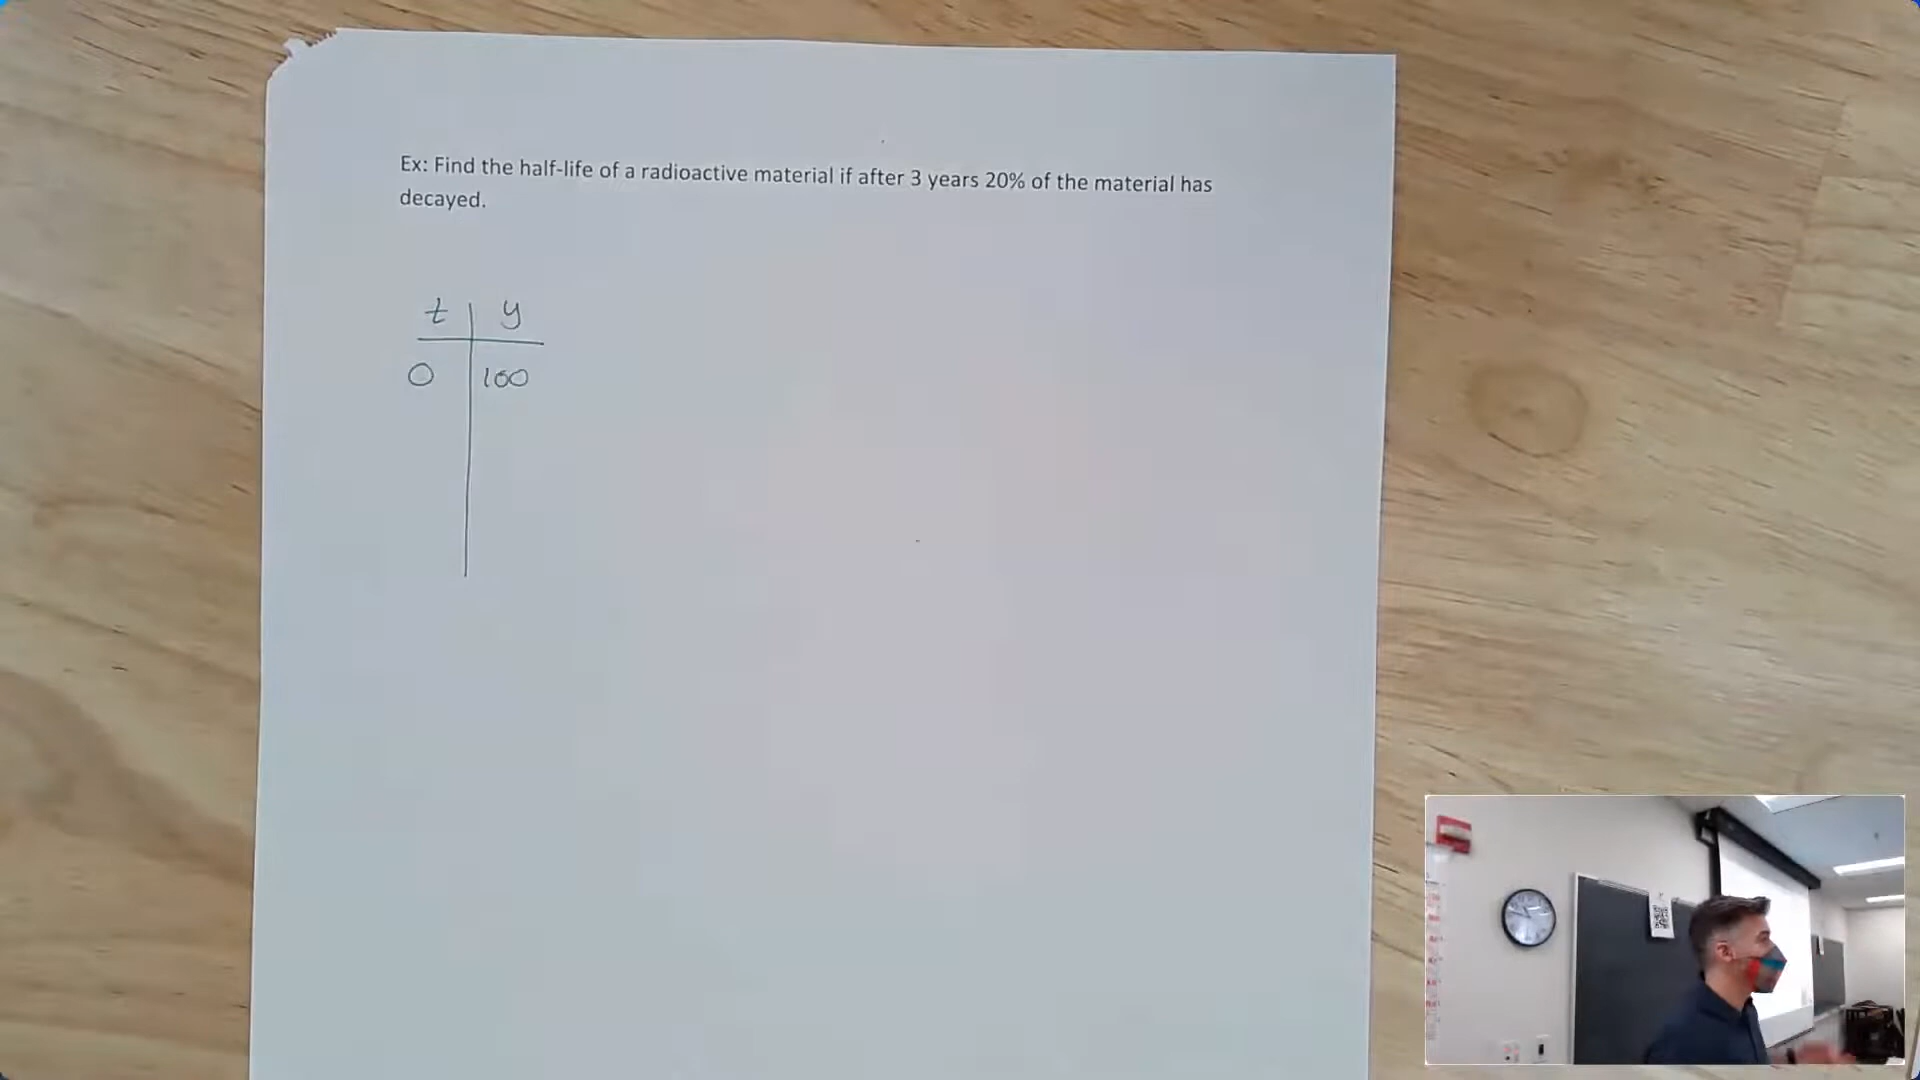 Ex: Find the half-life of a radioactive material if after 3 years 20% of the material has
decayed.
t y
0 100